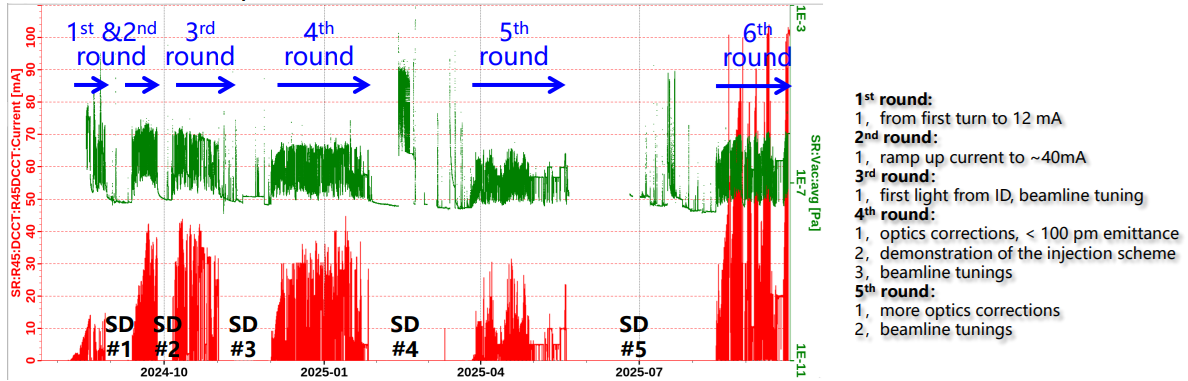 1st &2nd round
3rd round
4th round
5th round
6th round
SR:R45:DCCT:R45DCCT:Current [mA]
100
90
80
70
60
50
40
30
20
10
0
SD #1
SD #2
SD #3
SD #4
SD #5
2024-10
2025-01
2025-04
2025-07
1E-3
1E-7
1E-11
SR:Vac:avg [Pa]
1st round:
1, from first turn to 12 mA
2nd round:
1, ramp up current to ~40mA
3rd round:
1, first light from ID, beamline tuning
4th round:
1, optics corrections, < 100 pm emittance
2, demonstration of the injection scheme
3, beamline tunings
5th round:
1, more optics corrections
2, beamline tunings